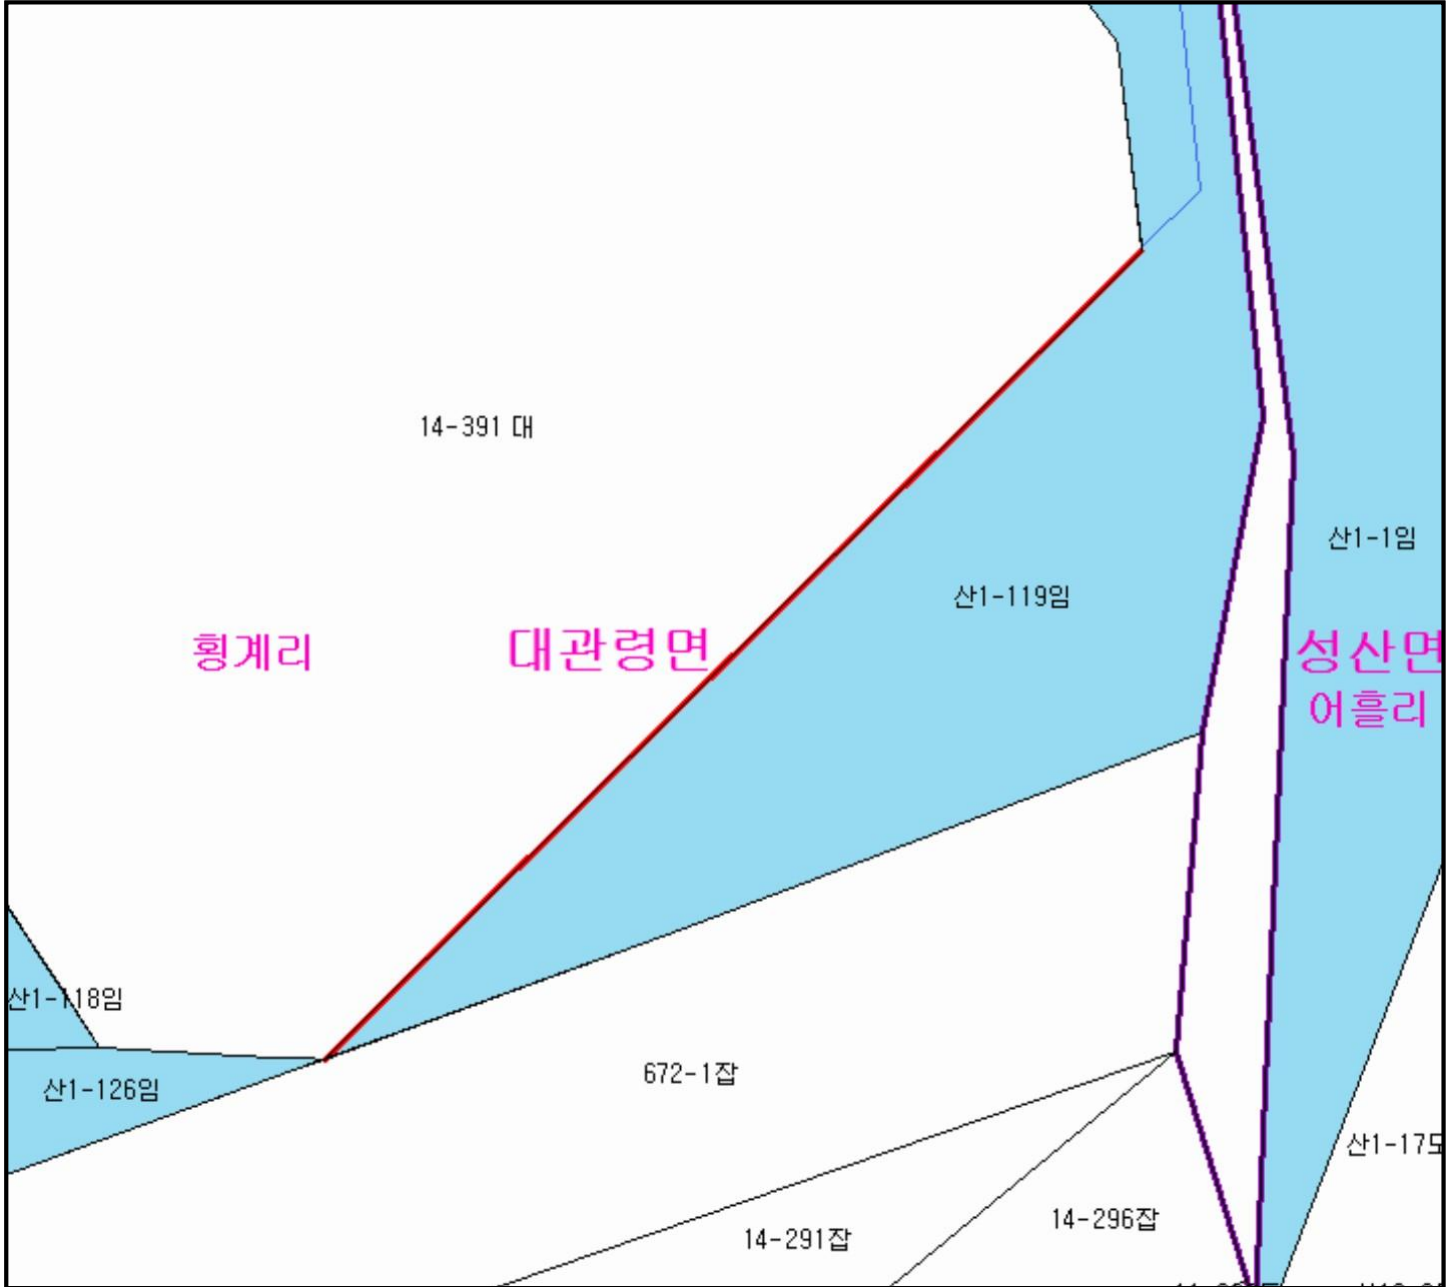 14-391 대
산1-1임
산1-119임
횡계리
대관령면
성산면
어흘리
산1-118임
672-1잡
산1-126임
산1-17도
14-296잡
14-291잡